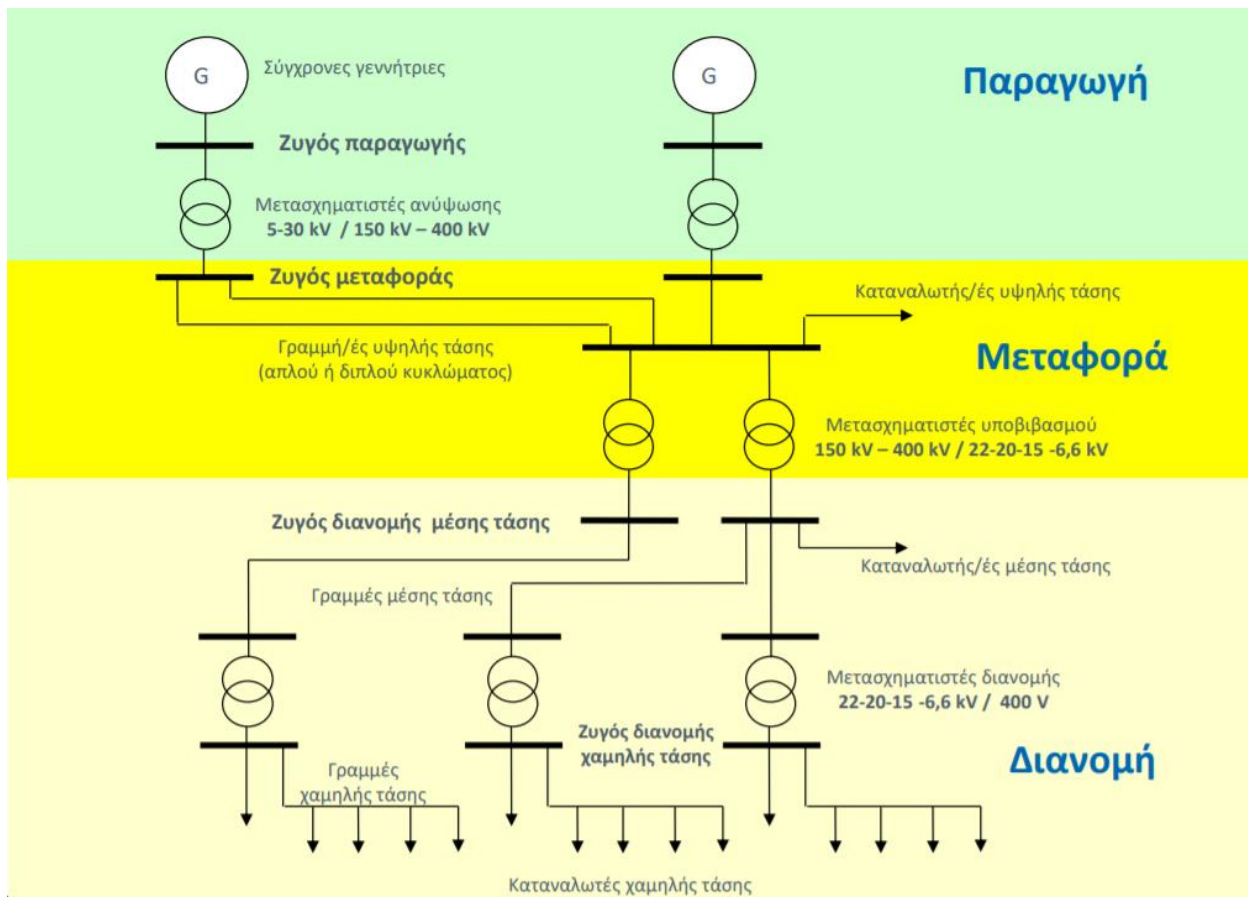 G
Σύγχρονες γεννήτριες
G
Παραγωγή
Ζυγός παραγωγής
Μετασχηματιστές ανύψωσης
5-30 kV / 150 kV – 400 kV
Ζυγός μεταφοράς
Καταναλωτής/ές υψηλής τάσης
Γραμμή/ές υψηλής τάσης
(απλού ή διπλού κυκλώματος)
Μεταφορά
Μετασχηματιστές υποβιβασμού
150 kV – 400 kV / 22-20-15 -6,6 kV
Ζυγός διανομής μέσης τάσης
Καταναλωτής/ές μέσης τάσης
Γραμμές μέσης τάσης
Μετασχηματιστές διανομής
22-20-15 -6,6 kV / 400 V
Ζυγός διανομής
χαμηλής τάσης
Διανομή
Γραμμές
χαμηλής τάσης
Καταναλωτές χαμηλής τάσης